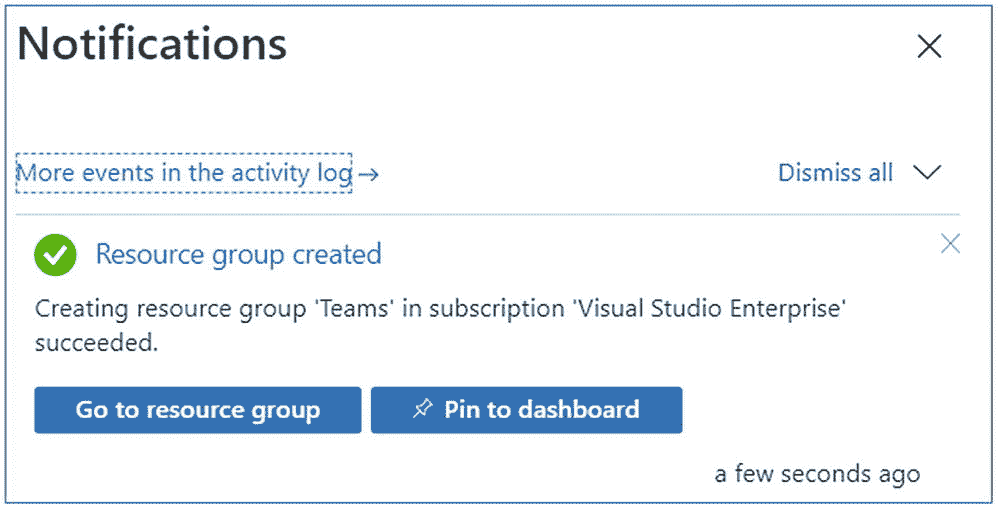 Notifications
More events in the activity log →
Dismiss all
Resource group created
Creating resource group 'Teams' in subscription 'Visual Studio Enterprise'
succeeded.
Go to resource group
Pin to dashboard
a few seconds ago